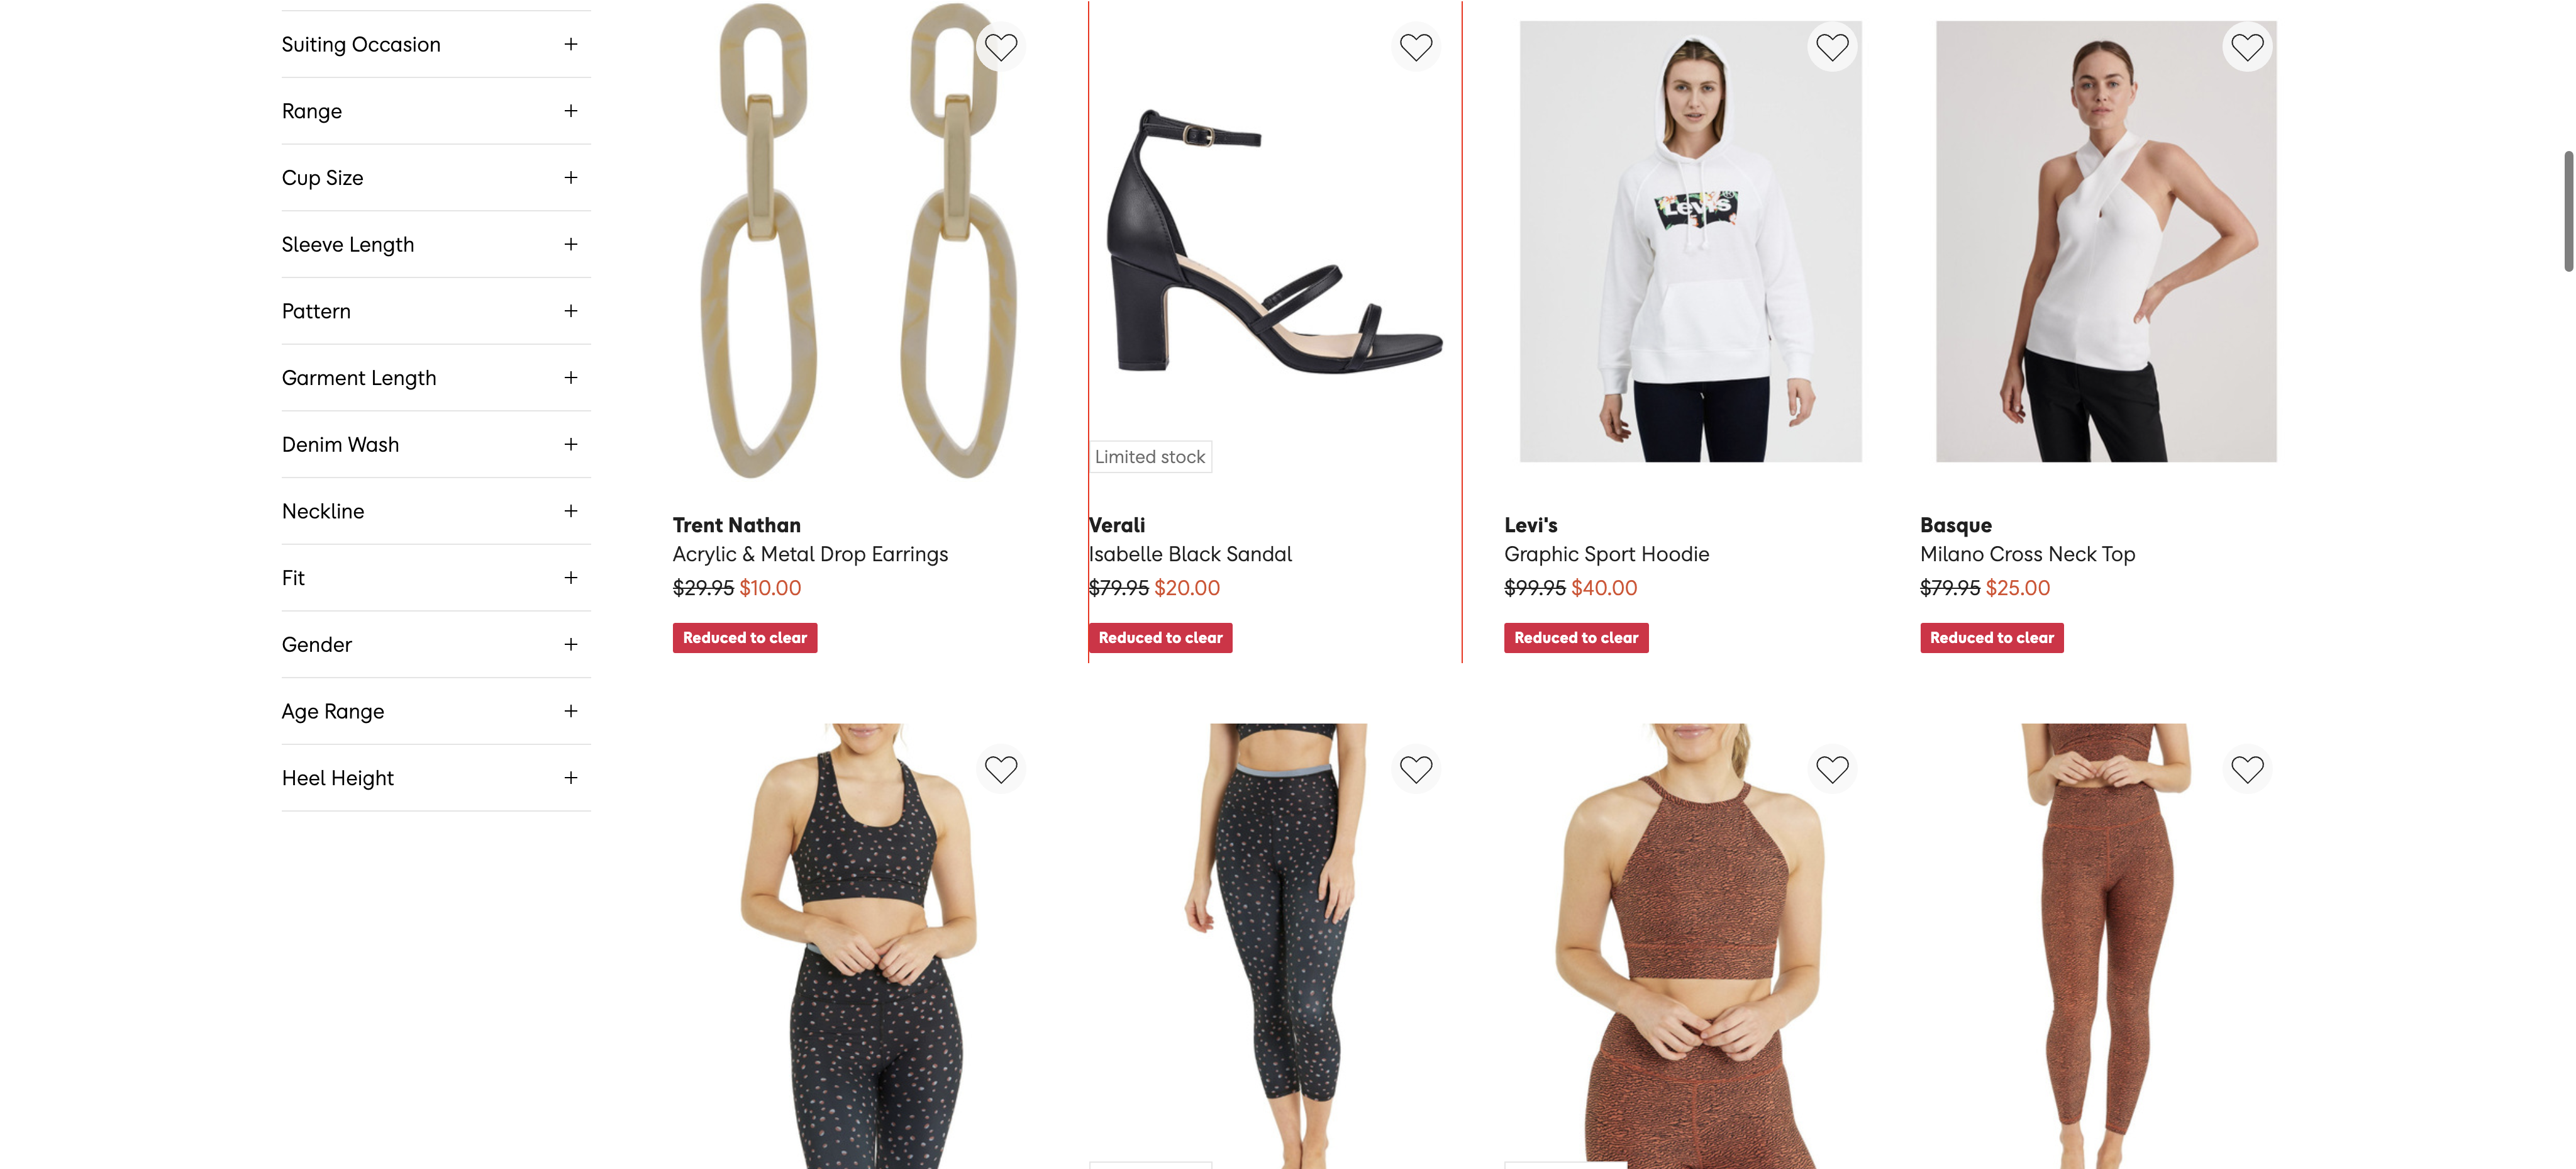 Suiting Occasion
Range
Cup Size
Sleeve Length
Pattern
Garment Length
Denim Wash
Neckline
Fit
Gender
Age Range
Heel Height
Levi's
Limited stock
Trent Nathan
Acrylic & Metal Drop Earrings
$29.95 $10.00
Reduced to clear
Verali
Isabelle Black Sandal
$79.95 $20.00
Reduced to clear
Levi's
Graphic Sport Hoodie
$99.95 $40.00
Reduced to clear
Basque
Milano Cross Neck Top
$79.95 $25.00
Reduced to clear